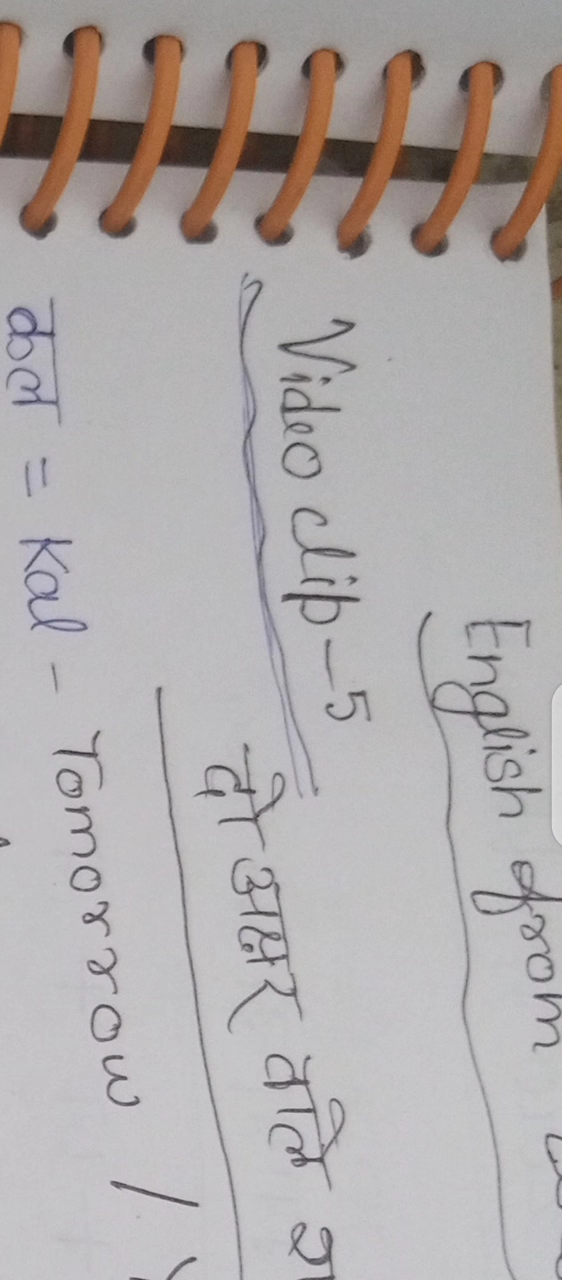 English from
Video clip-5
दो अक्षर वाले
कल = Kal - Tomorrow /